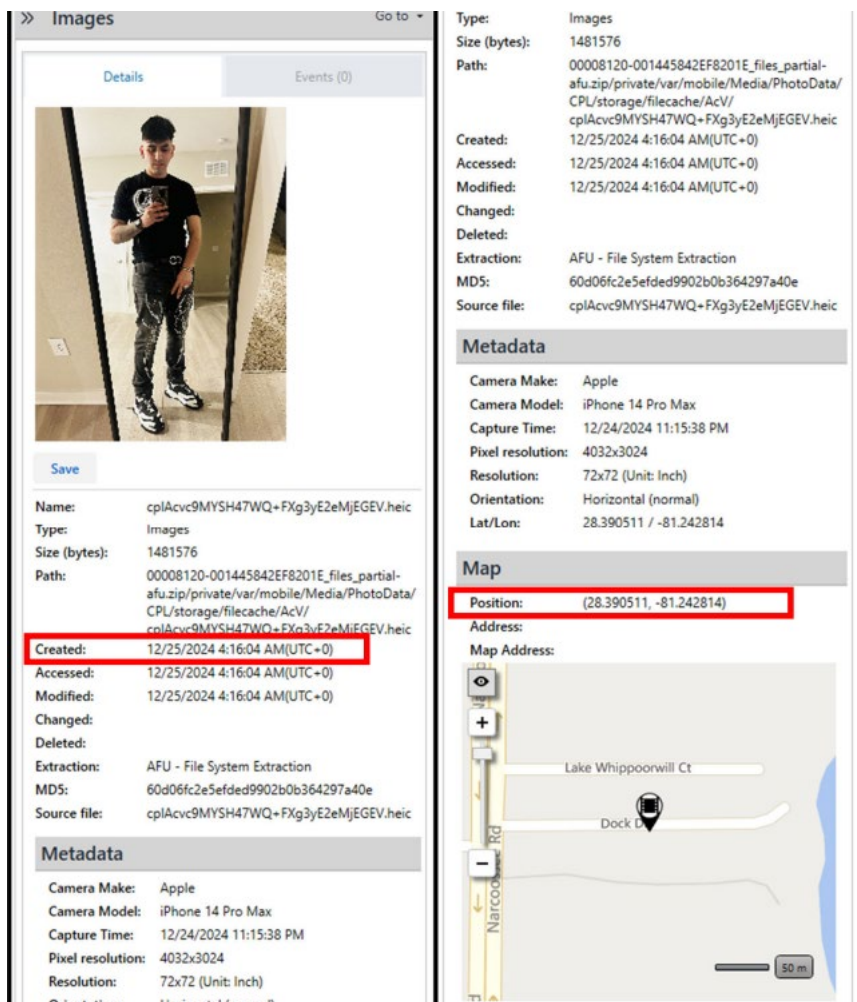 Images
Go to
Details
Events (0)
Save
Name: cplAcvc9MYSH47WQ+FXg3yE2eMjEGEV.heic
Type: Images
Size (bytes): 1481576
Path: 00008120-001445842EF8201E_files_partial-
afu.zip/private/var/mobile/Media/PhotoData/
CPL/storage/filecache/AcV/
cplAcvc9MYSH47WQ+FXg3yE2eMjEGEV.heic
Created: 12/25/2024 4:16:04 AM(UTC+0)
Accessed: 12/25/2024 4:16:04 AM(UTC+0)
Modified: 12/25/2024 4:16:04 AM(UTC+0)
Changed:
Deleted:
Extraction: AFU - File System Extraction
MD5: 60d06fc2e5efded9902b0b364297a40e
Source file: cplAcvc9MYSH47WQ+FXg3yE2eMjEGEV.heic
Metadata
Camera Make: Apple
Camera Model: iPhone 14 Pro Max
Capture Time: 12/24/2024 11:15:38 PM
Pixel resolution: 4032x3024
Resolution: 72x72 (Unit: Inch)
Type: Images
Size (bytes): 1481576
Path: 00008120-001445842EF8201E_files_partial-
afu.zip/private/var/mobile/Media/PhotoData/
CPL/storage/filecache/AcV/
cplAcvc9MYSH47WQ+FXg3yE2eMjEGEV.heic
Created: 12/25/2024 4:16:04 AM(UTC+0)
Accessed: 12/25/2024 4:16:04 AM(UTC+0)
Modified: 12/25/2024 4:16:04 AM(UTC+0)
Changed:
Deleted:
Extraction: AFU - File System Extraction
MD5: 60d06fc2e5efded9902b0b364297a40e
Source file: cplAcvc9MYSH47WQ+FXg3yE2eMjEGEV.heic
Metadata
Camera Make: Apple
Camera Model: iPhone 14 Pro Max
Capture Time: 12/24/2024 11:15:38 PM
Pixel resolution: 4032x3024
Resolution: 72x72 (Unit: Inch)
Orientation: Horizontal (normal)
Lat/Lon: 28.390511 / -81.242814
Map
Position: (28.390511, -81.242814)
Address:
Map Address:
Lake Whippoorwill Ct
Dock D
Narcoossee Rd
50 m